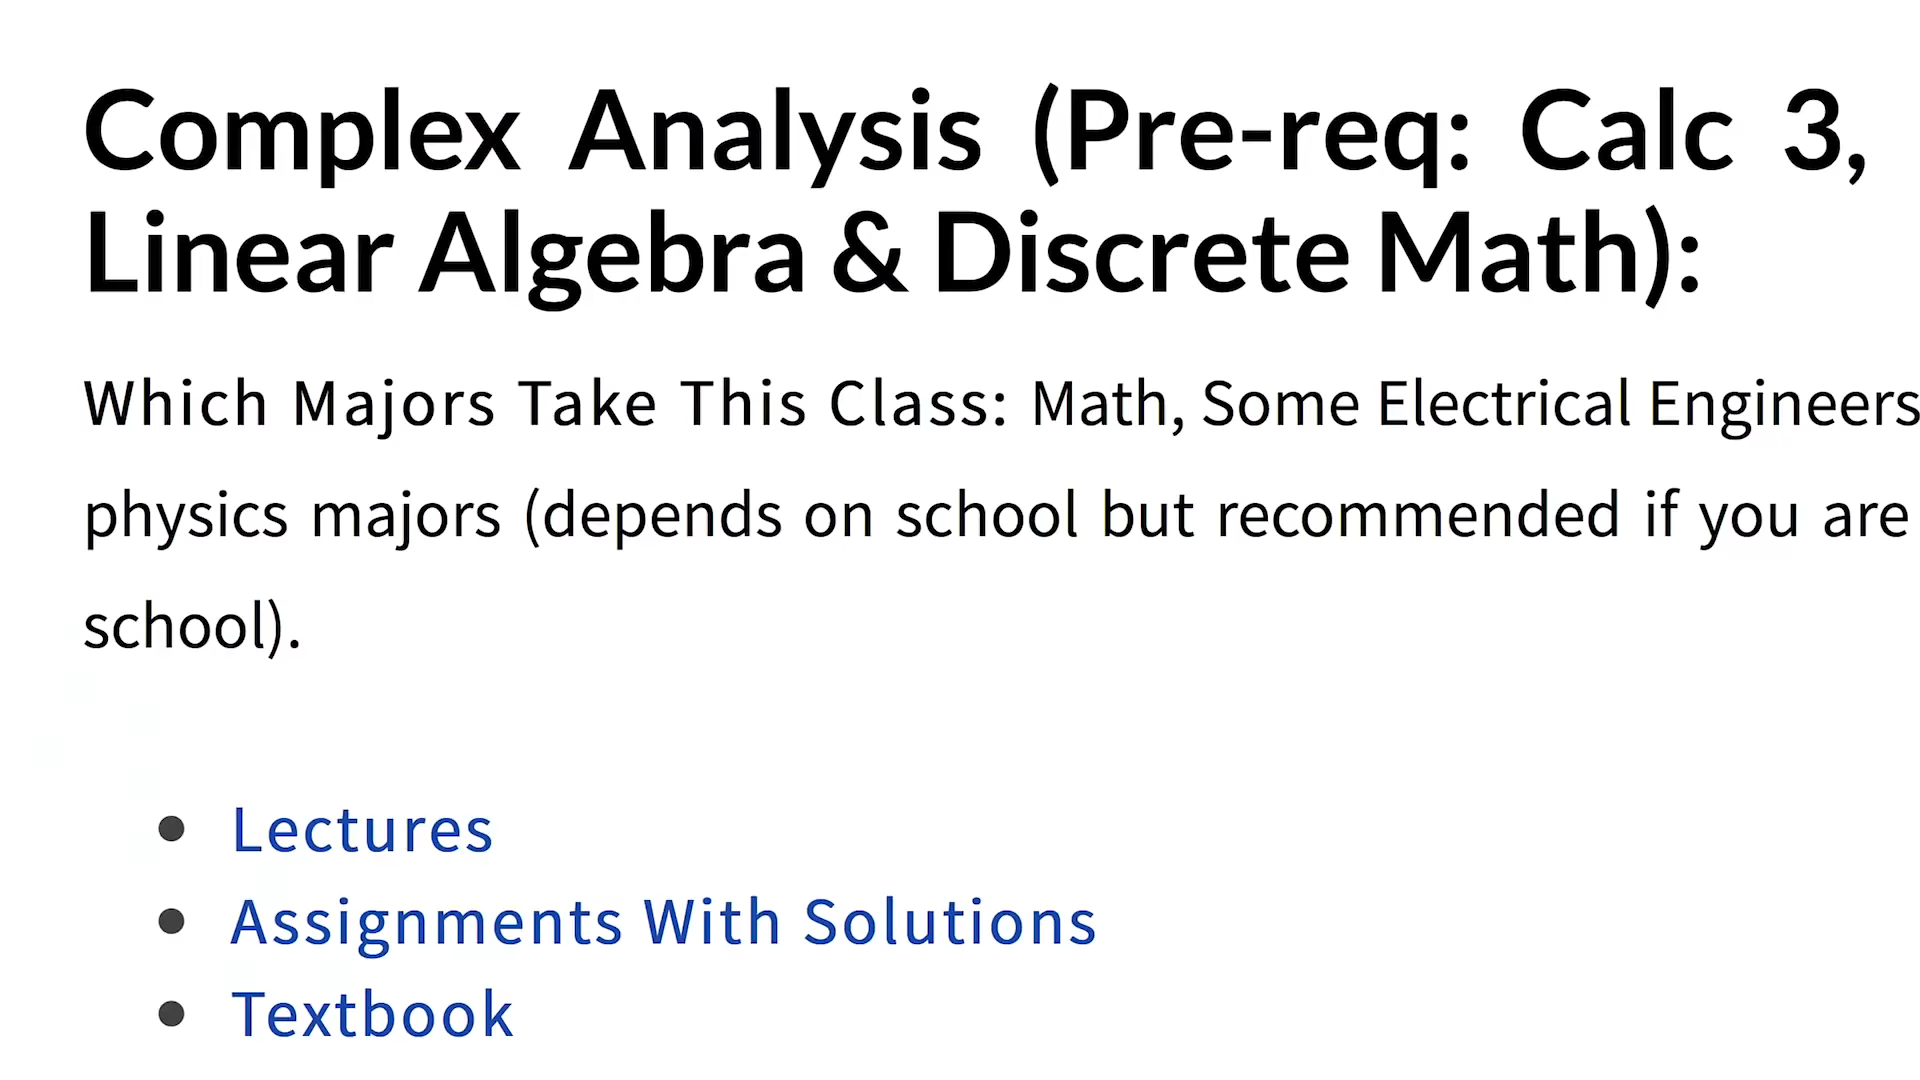 Complex Analysis (Pre-req: Calc 3,
Linear Algebra & Discrete Math):
Which Majors Take This Class: Math, Some Electrical Engineers
physics majors (depends on school but recommended if you are
school).
Lectures
Assignments With Solutions
Textbook